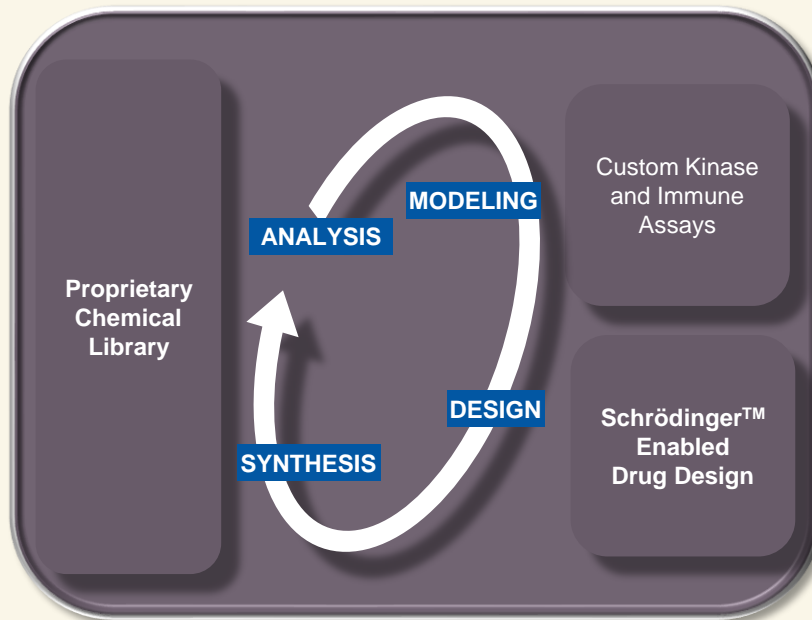 Proprietary
Chemical
Library
ANALYSIS
MODELING
DESIGN
SYNTHESIS
Custom Kinase
and Immune
Assays
Schrödinger™
Enabled
Drug Design